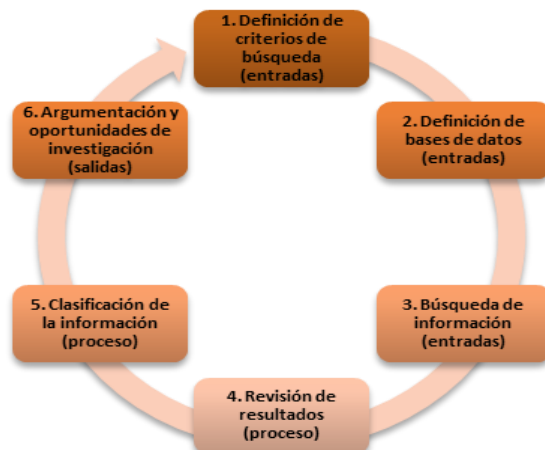 1. Definición de
criterios de
búsqueda
(entradas)
2. Definición de
bases de datos
(entradas)
3. Búsqueda de
información
(entradas)
4. Revisión de
resultados
(proceso)
5. Clasificación de
la información
(proceso)
6. Argumentación y
oportunidades de
investigación
(salidas)